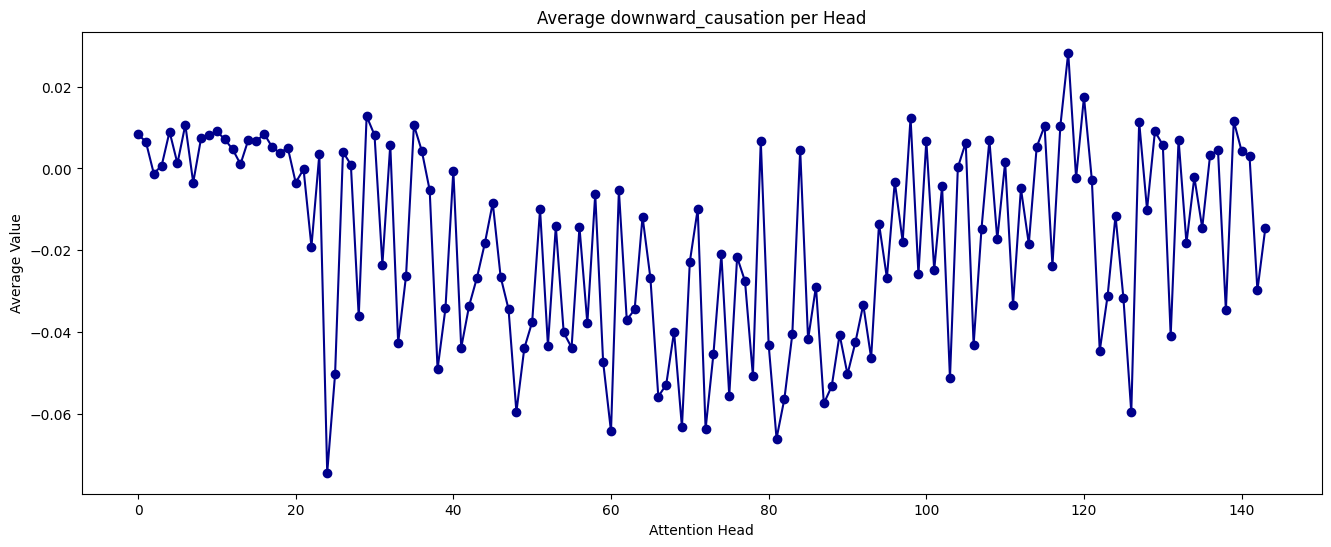 Average downward_causation per Head
Average Value
0.02
0.00
−0.02
−0.04
−0.06
0 20 40 60 80 100 120 140
Attention Head